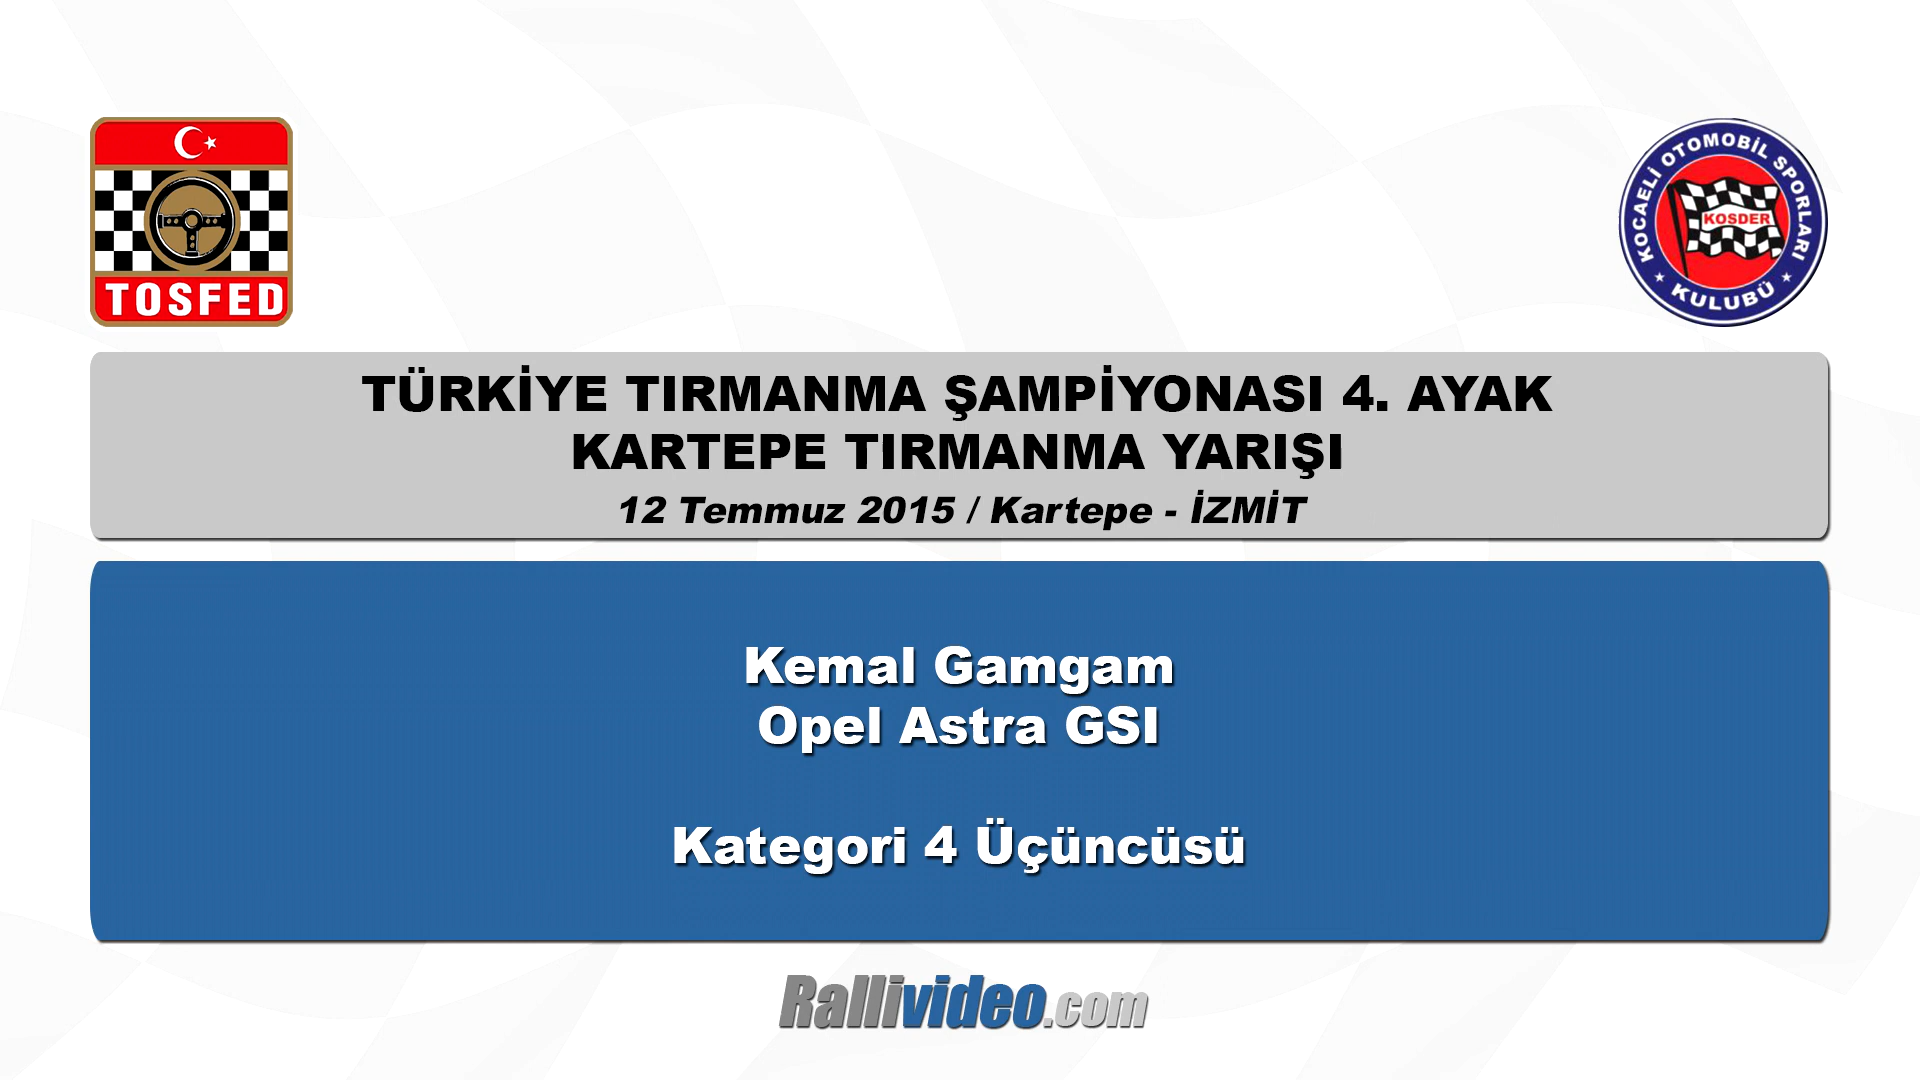 TOSFED
KOCAELİ OTOMOBİL SPORLARI
KOSDER
KULUBÜ
TÜRKİYE TIRMANMA ŞAMPİYONASI 4. AYAK
KARTEPE TIRMANMA YARIŞI
12 Temmuz 2015 / Kartepe - İZMİT
Kemal Gamgam
Opel Astra GSI
Kategori 4 Üçüncüsü
Rallivideo.com